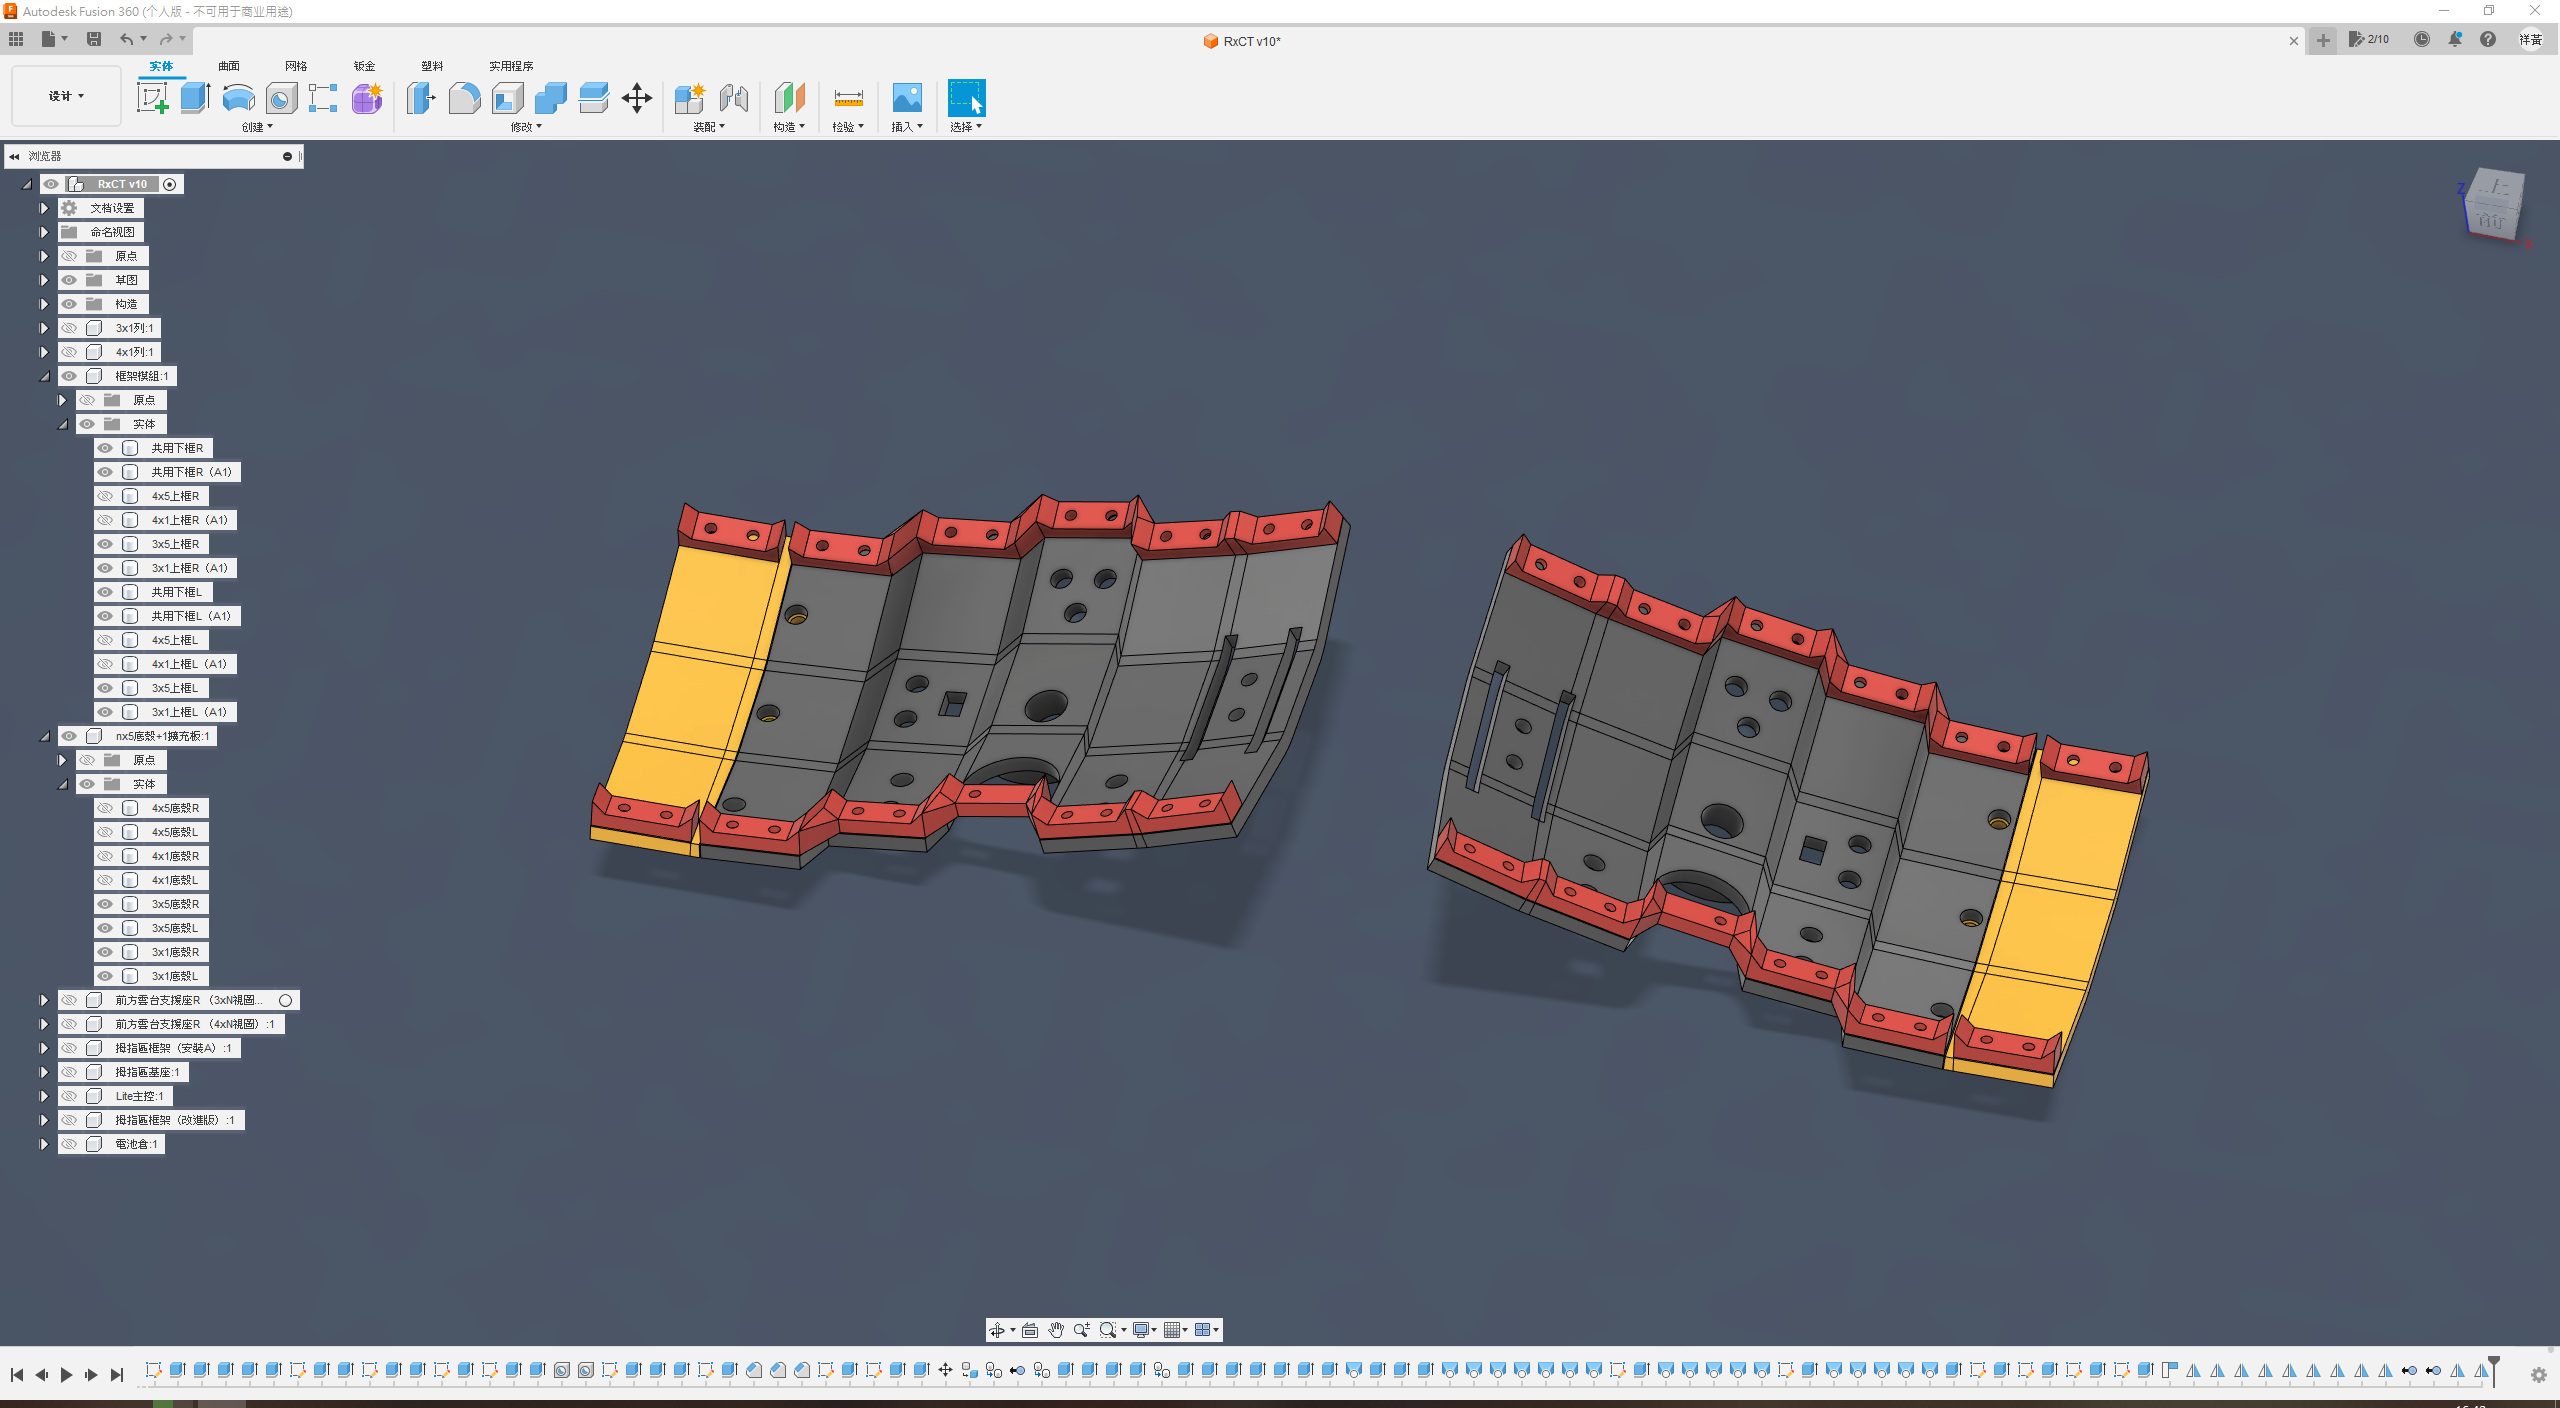 Autodesk Fusion 360 (个人版 - 不可用于商业用途)
RxCT v10*
2/10
祥黃
实体 曲面 网格 钣金 塑料 实用程序
设计
创建 修改 装配 构造 检验 插入 选择
浏览器
RxCT v10
文档设置
命名视图
原点
草图
构造
3x1列:1
4x1列:1
框架模組:1
原点
实体
共用下框R
共用下框R（A1）
4x5上框R
4x1上框R（A1）
3x5上框R
3x1上框R（A1）
共用下框L
共用下框L（A1）
4x5上框L
4x1上框L（A1）
3x5上框L
3x1上框L（A1）
nx5底殼+1擴充板:1
原点
实体
4x5底殼R
4x5底殼L
4x1底殼R
4x1底殼L
3x5底殼R
3x5底殼L
3x1底殼R
3x1底殼L
前方雲台支援座R（3xN視圖...
前方雲台支援座R（4xN視圖）:1
拇指區框架（安裝A）:1
拇指區基座:1
Lite主控:1
拇指區框架（改進版）:1
電池倉:1
上
前
Z
X